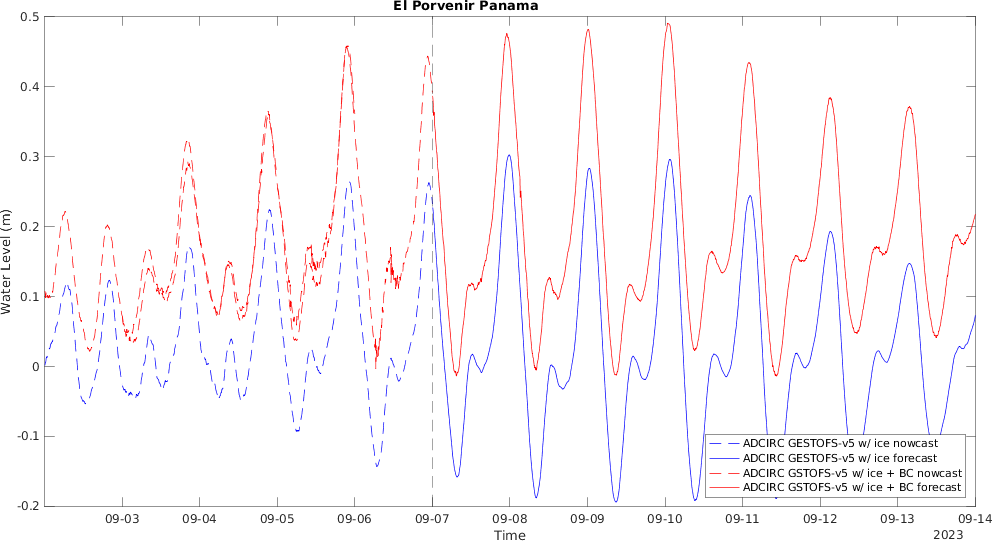 El Porvenir Panama
0.5
0.4
0.3
0.2
0.1
0
-0.1
-0.2
Water Level (m)
ADCIRC GESTOFS-v5 w/ ice nowcast
ADCIRC GESTOFS-v5 w/ ice forecast
ADCIRC GSTOFS-v5 w/ ice + BC nowcast
ADCIRC GSTOFS-v5 w/ ice + BC forecast
09-03 09-04 09-05 09-06 09-07 09-08 09-09 09-10 09-11 09-12 09-13 09-14
Time
2023